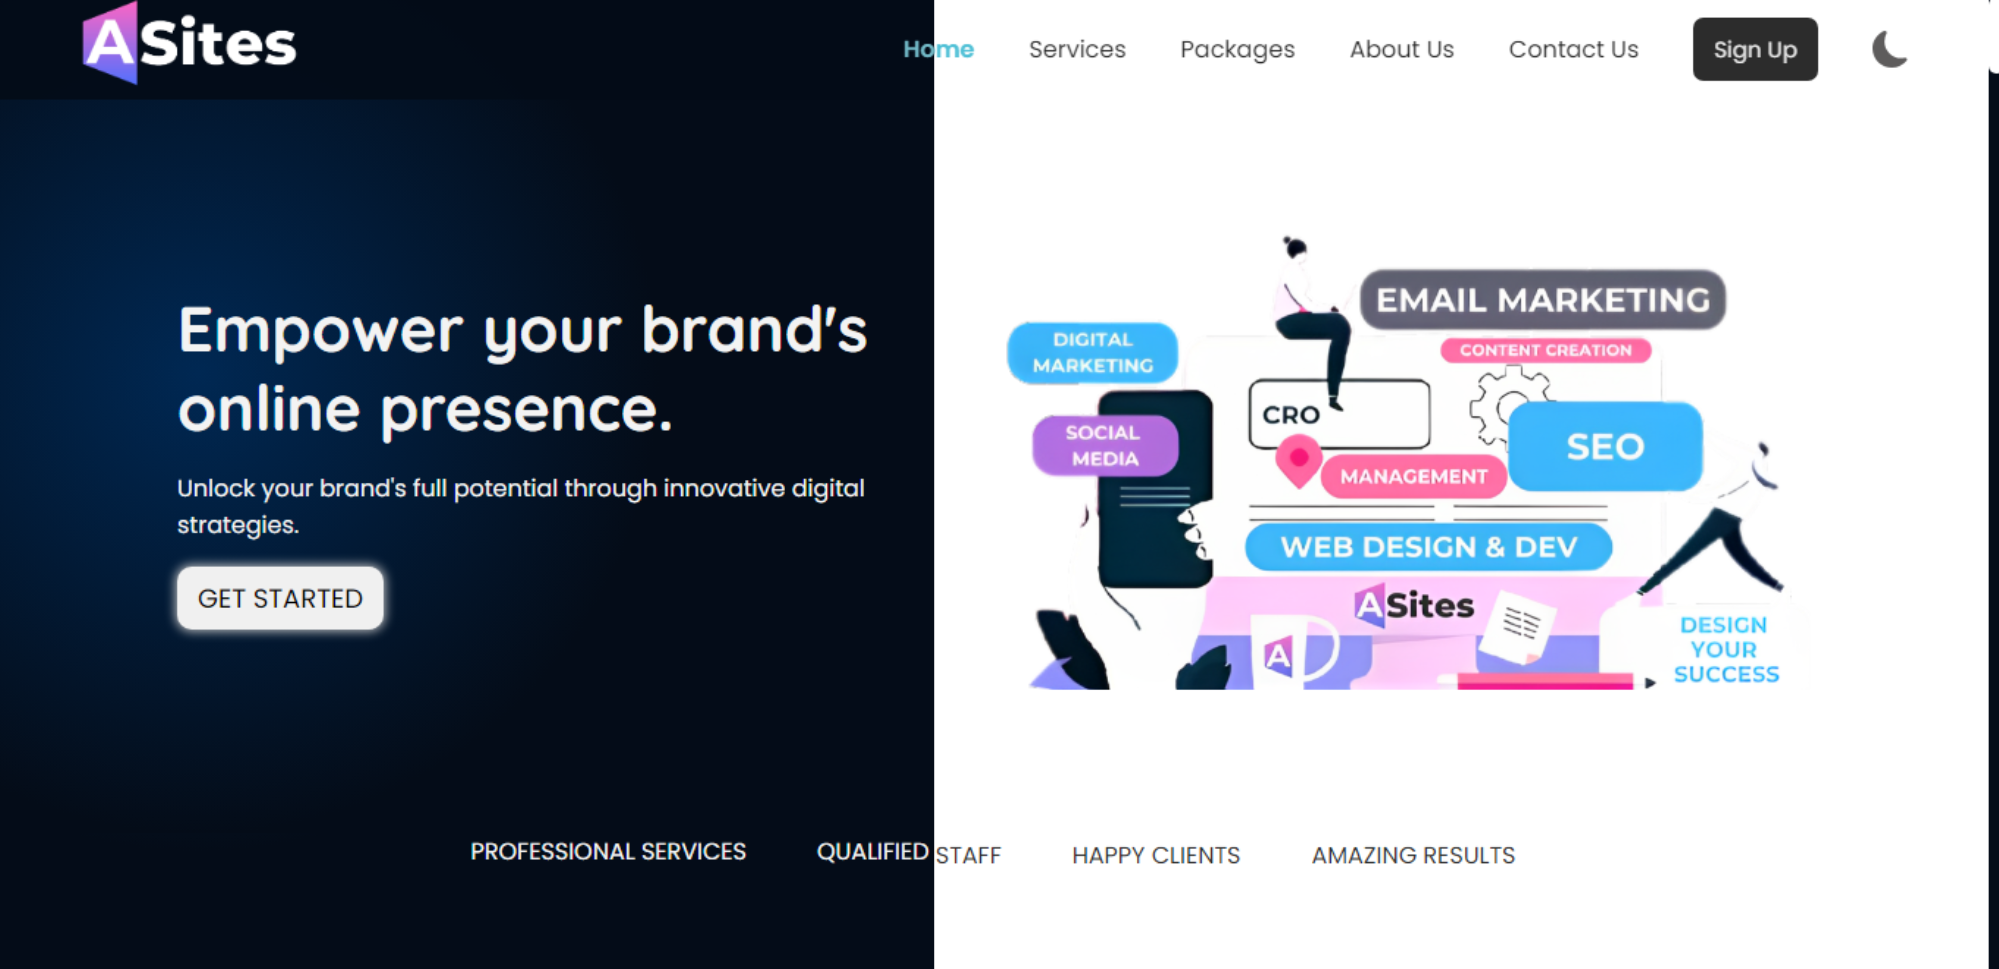 ASites
Home Services Packages About Us Contact Us Sign Up
Empower your brand's
online presence.
Unlock your brand's full potential through innovative digital
strategies.
GET STARTED
EMAIL MARKETING
DIGITAL
MARKETING
CONTENT CREATION
CRO
SOCIAL
MEDIA
SEO
MANAGEMENT
WEB DESIGN & DEV
ASites
A
DESIGN
YOUR
SUCCESS
PROFESSIONAL SERVICES QUALIFIED STAFF HAPPY CLIENTS AMAZING RESULTS